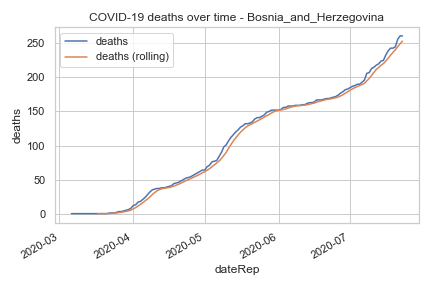 COVID-19 deaths over time - Bosnia_and_Herzegovina
deaths
deaths (rolling)
250
200
150
100
50
0
deaths
2020-03
2020-04
2020-05
2020-06
2020-07
dateRep